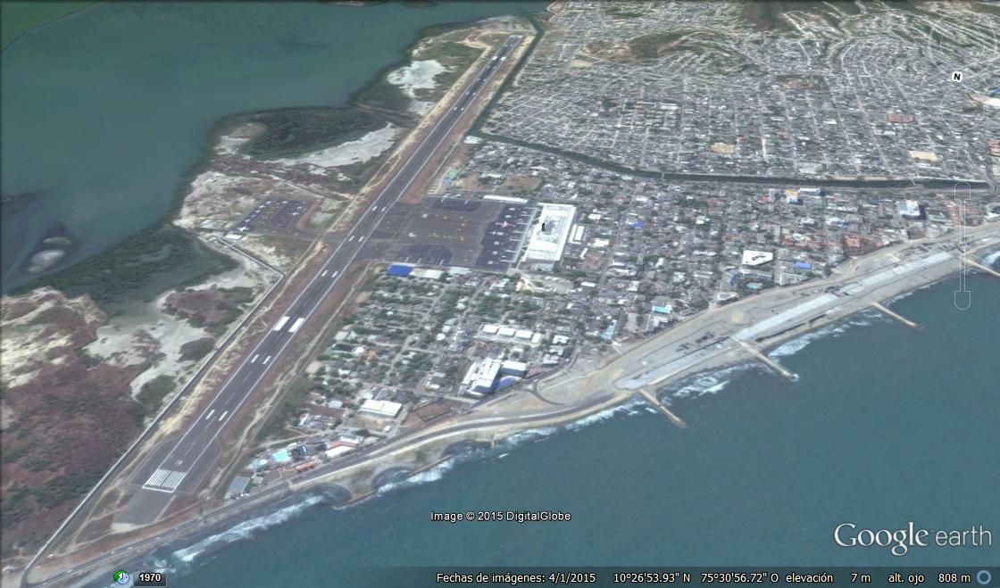 N
Image © 2015 DigitalGlobe
Google earth
1970
Fechas de imágenes: 4/1/2015 10°26'53.93" N 75°30'56.72" O elevación 7 m alt. ojo 808 m